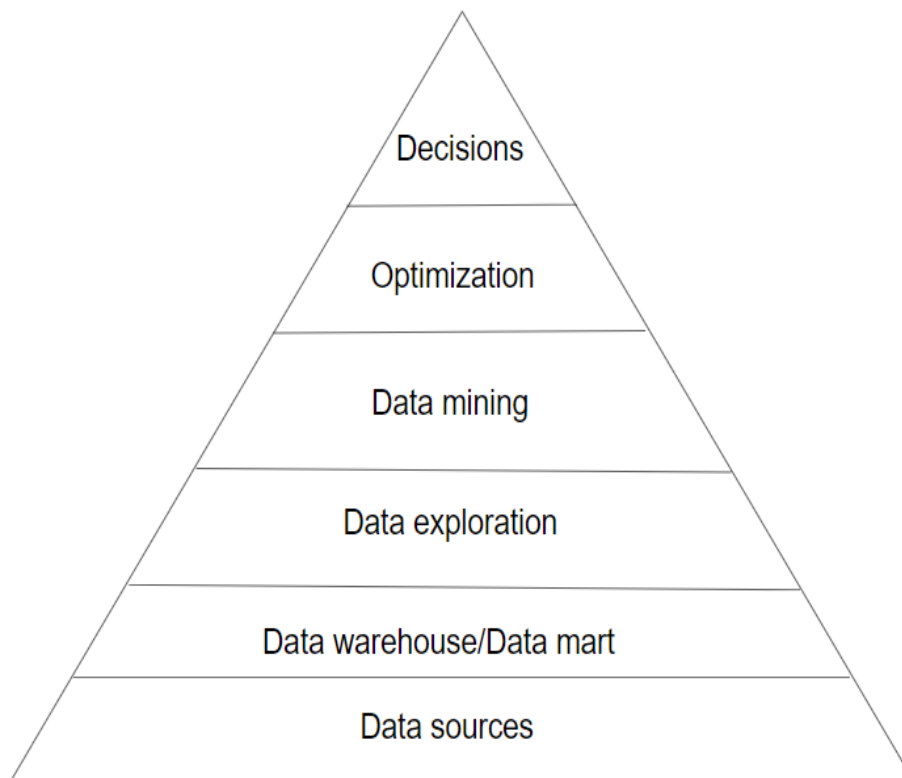 Decisions
Optimization
Data mining
Data exploration
Data warehouse/Data mart
Data sources